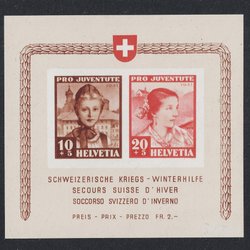 PRO JUVENTUTE
1941
10
+5
HELVETIA
PRO JUVENTUTE
1941
20
+5
HELVETIA
SCHWEIZERISCHE KRIEGS-WINTERHILFE
SECOURS SUISSE D'HIVER
SOCCORSO SVIZZERO D'INVERNO
PREIS - PRIX - PREZZO FR. 2.-